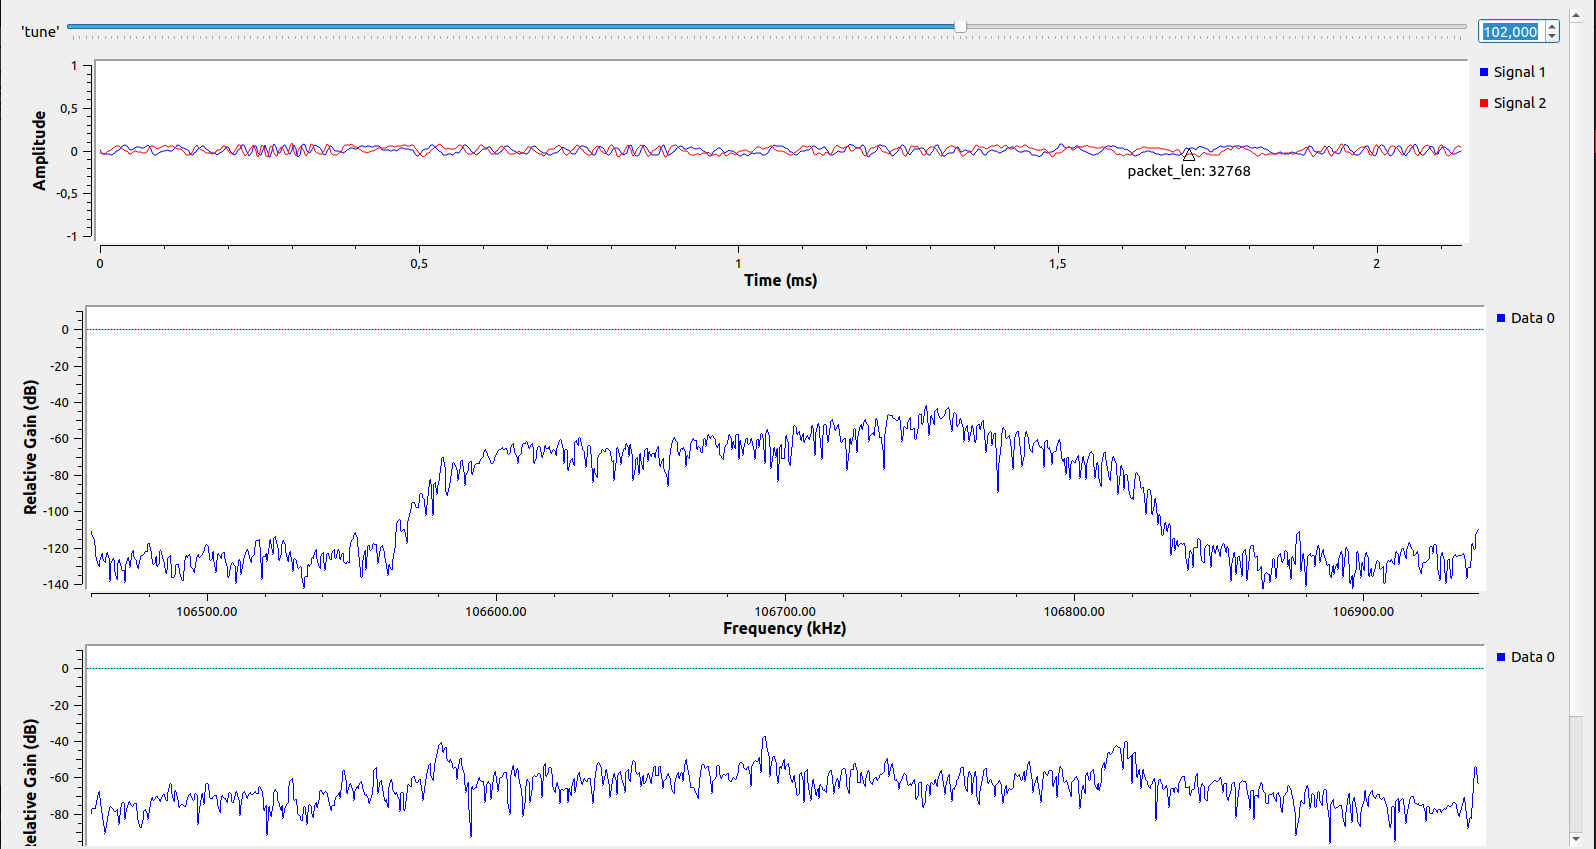 'tune'
102,000
1
0,5
0
-0,5
-1
Amplitude
Signal 1
Signal 2
packet_len: 32768
0
0,5
1
1,5
2
Time (ms)
0
-20
-40
-60
-80
-100
-120
-140
Relative Gain (dB)
Data 0
106500.00
106600.00
106700.00
106800.00
106900.00
Frequency (kHz)
0
-20
-40
-60
-80
Relative Gain (dB)
Data 0